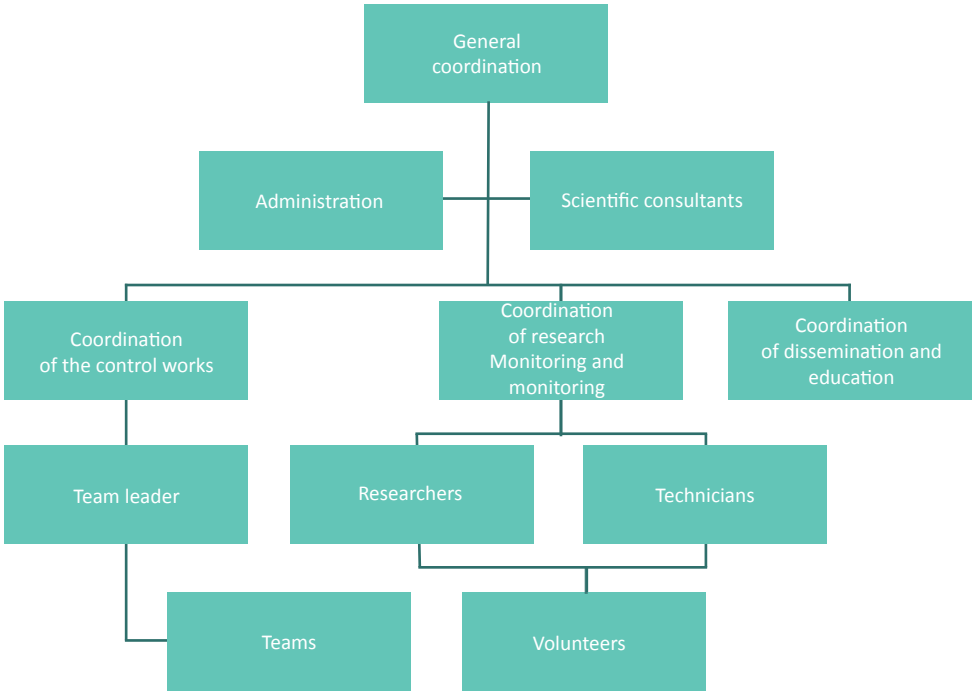 General
coordination
Administration
Scientific consultants
Coordination
of the control works
Coordination
of research
Monitoring and
monitoring
Coordination
of dissemination and
education
Team leader
Researchers
Technicians
Teams
Volunteers